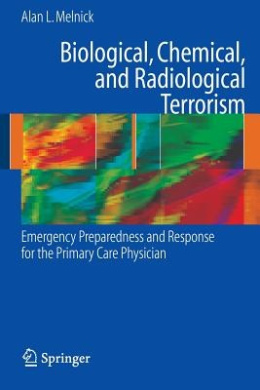 Alan L. Melnick
Biological, Chemical,
and Radiological
Terrorism
Emergency Preparedness and Response
for the Primary Care Physician
Springer